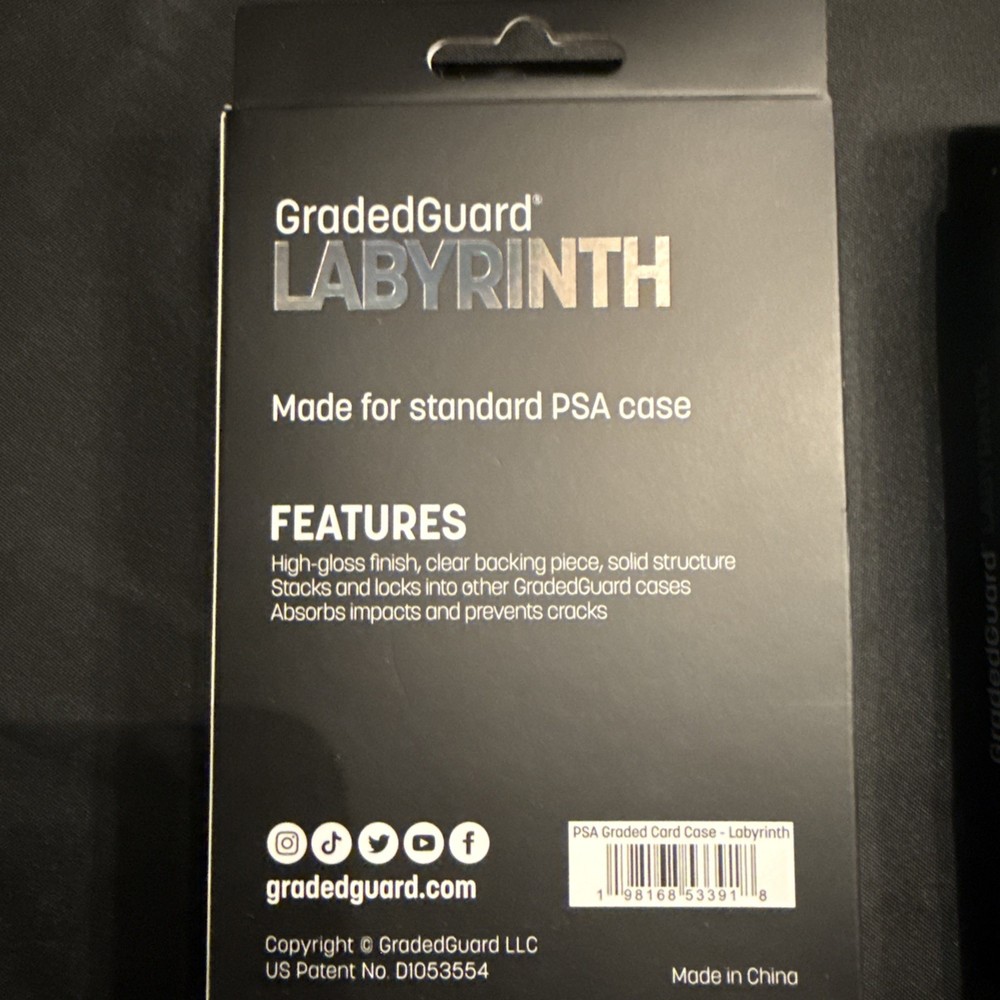 GradedGuard®
LABYRINTH
Made for standard PSA case
FEATURES
High-gloss finish, clear backing piece, solid structure
Stacks and locks into other GradedGuard cases
Absorbs impacts and prevents cracks
gradedguard.com
PSA Graded Card Case - Labyrinth
1 98168 53391 8
Copyright © GradedGuard LLC
US Patent No. D1053554
Made in China
GradedGuard